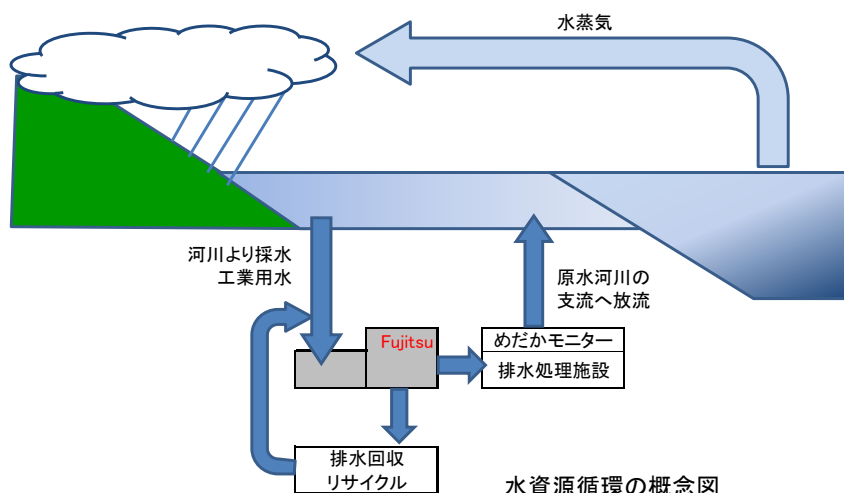 水蒸気
河川より採水
工業用水
原水河川の
支流へ放流
Fujitsu
めだかモニター
排水処理施設
排水回収
リサイクル
水資源循環の概念図